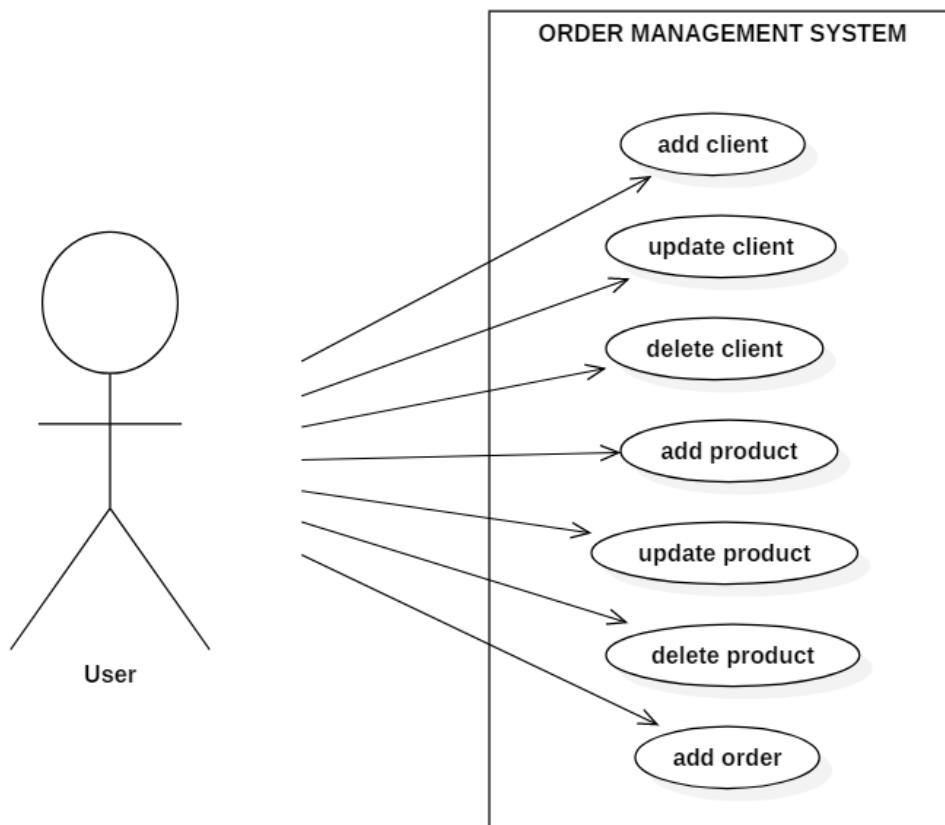 ORDER MANAGEMENT SYSTEM
add client
update client
delete client
add product
update product
delete product
add order
User